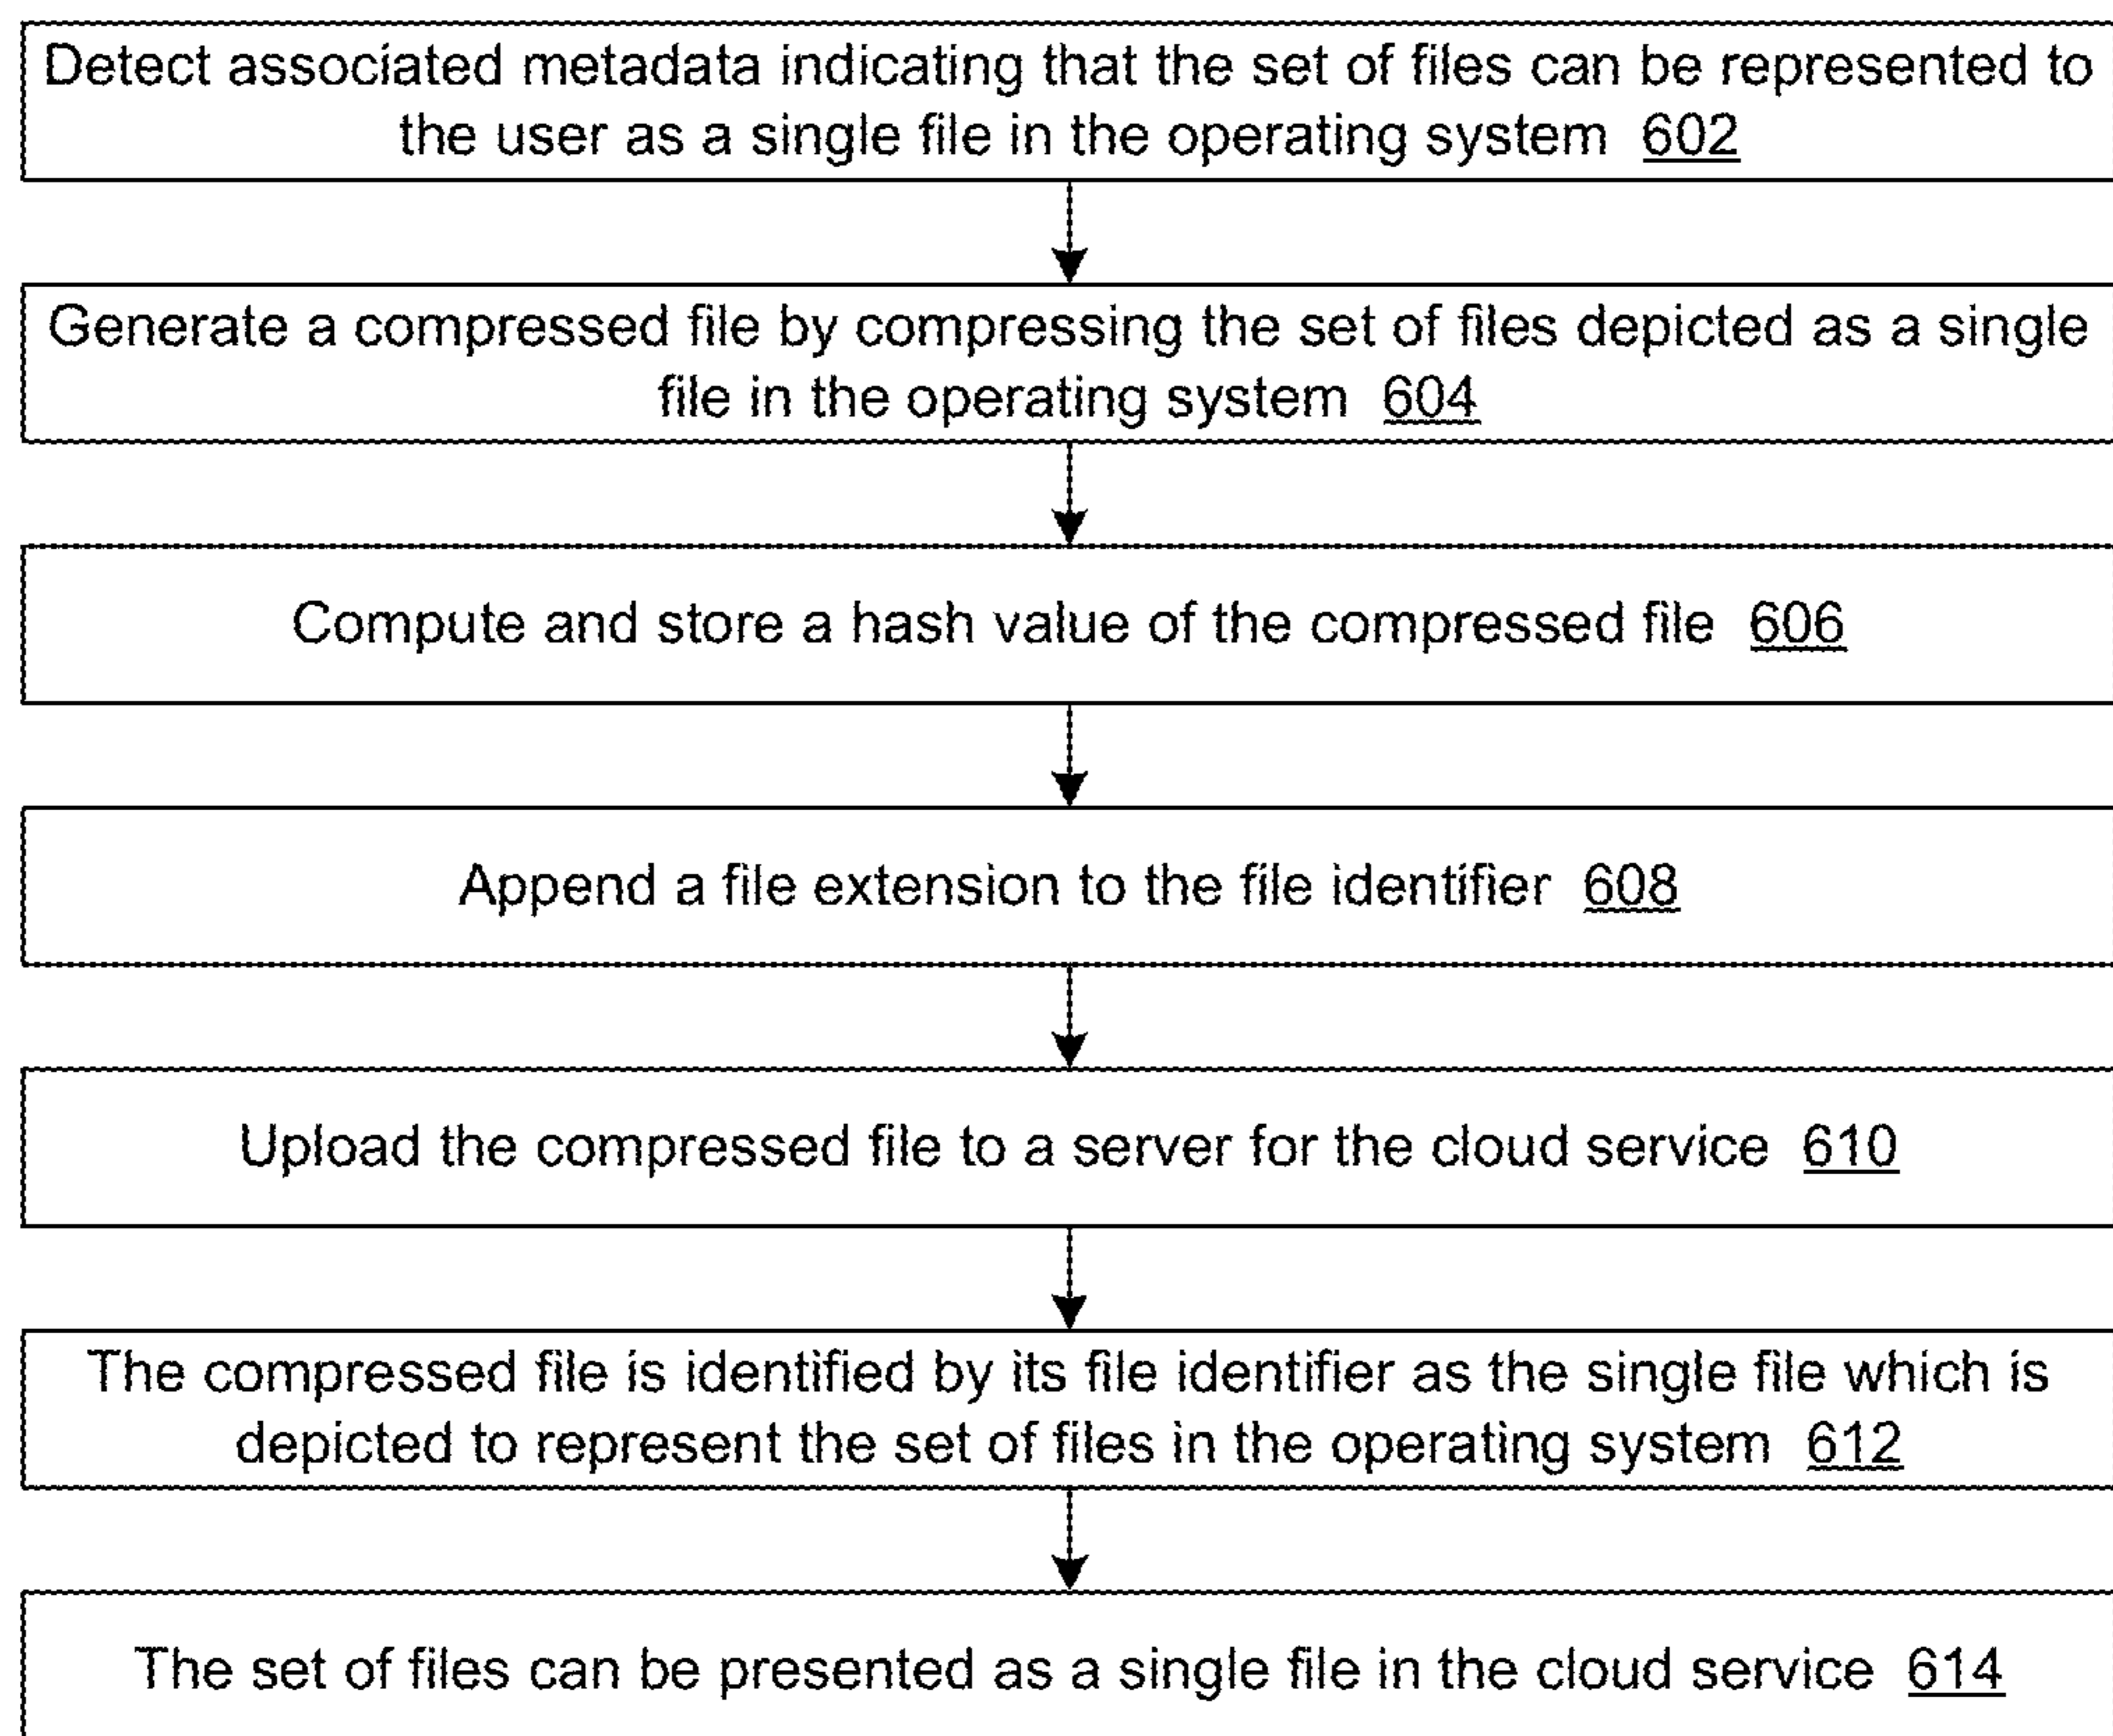 Detect associated metadata indicating that the set of files can be represented to
the user as a single file in the operating system 602
Generate a compressed file by compressing the set of files depicted as a single
file in the operating system 604
Compute and store a hash value of the compressed file 606
Append a file extension to the file identifier 608
Upload the compressed file to a server for the cloud service 610
The compressed file is identified by its file identifier as the single file which is
depicted to represent the set of files in the operating system 612
The set of files can be presented as a single file in the cloud service 614